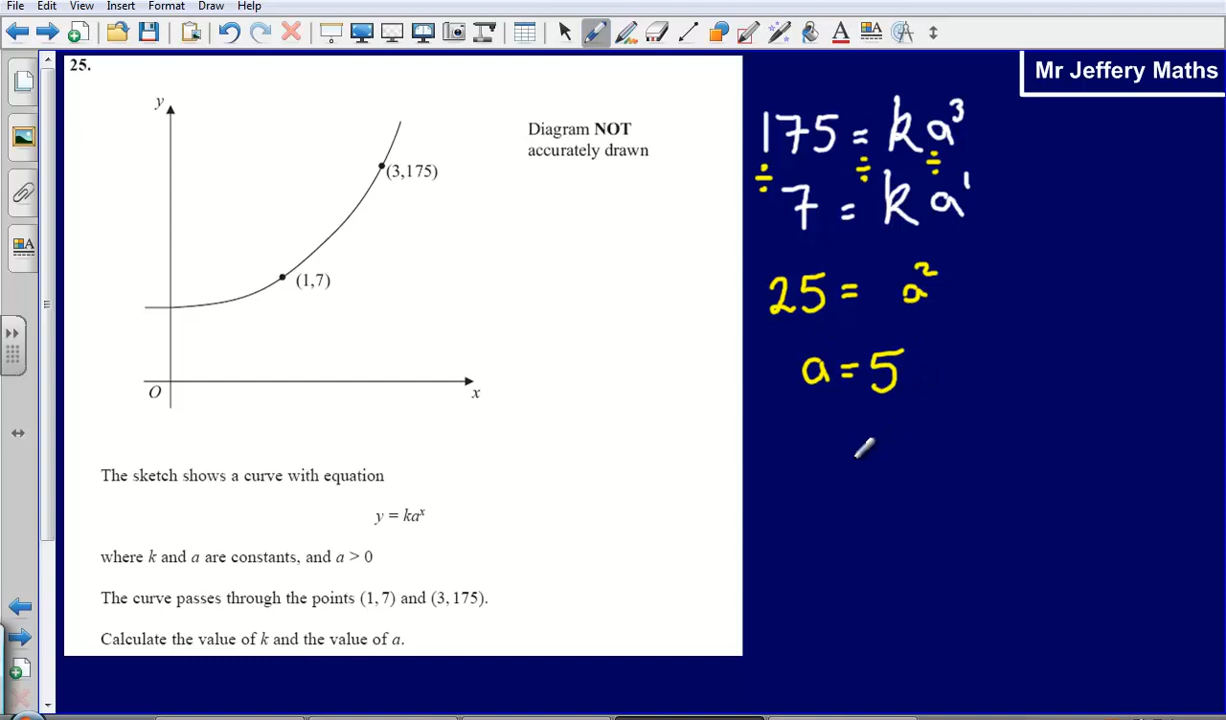 File Edit View Insert Format Draw Help
25.
Mr Jeffery Maths
y
Diagram NOT
accurately drawn
(3,175)
(1,7)
O
x
The sketch shows a curve with equation
y = kaˣ
where k and a are constants, and a > 0
The curve passes through the points (1, 7) and (3, 175).
Calculate the value of k and the value of a.
175 = ka³
÷ ÷ ÷
7 = ka¹
25 = a²
a = 5